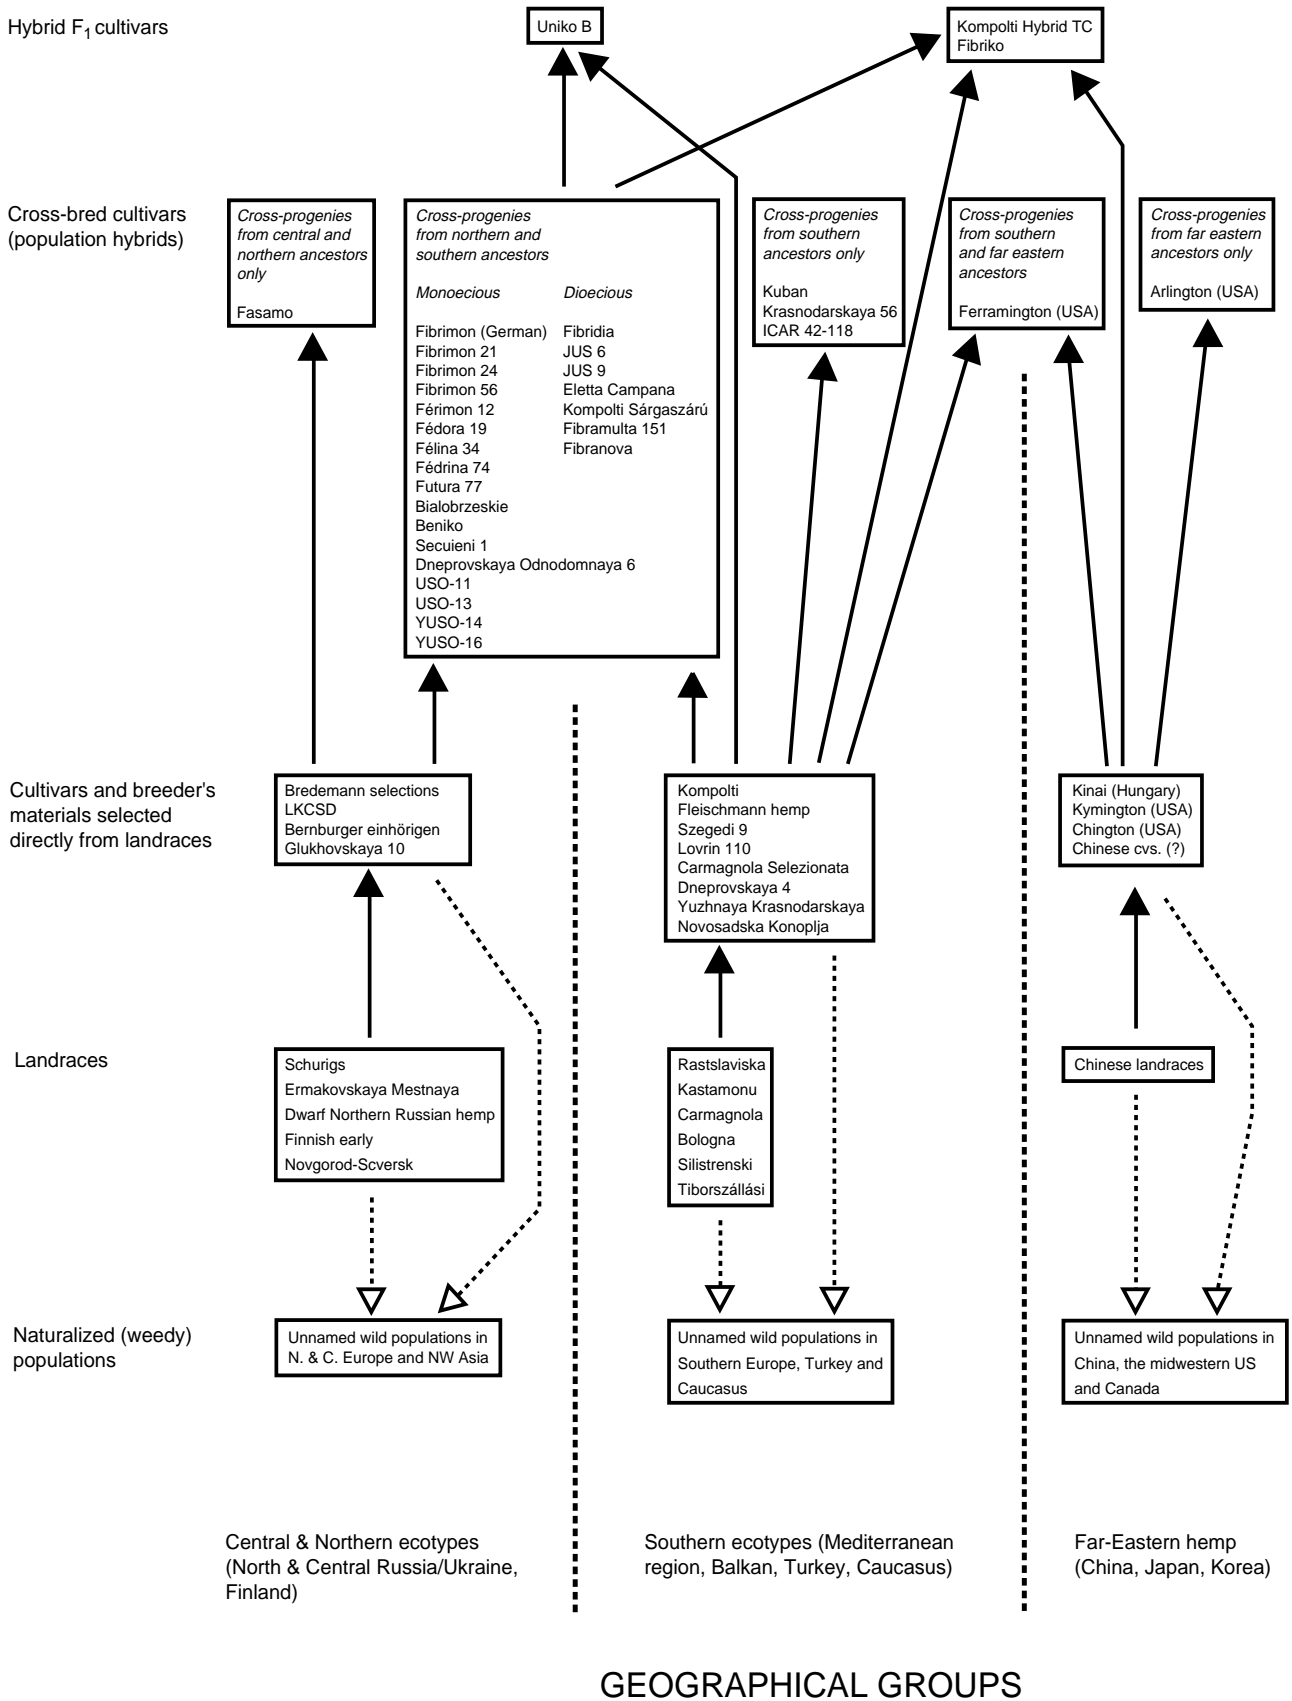 Hybrid F1 cultivars
Uniko B
Kompolti Hybrid TC
Fibriko
Cross-bred cultivars
(population hybrids)
Cross-progenies
from central and
northern ancestors
only
Fasamo
Cross-progenies
from northern and
southern ancestors
Monoecious
Fibrimon (German)
Fibrimon 21
Fibrimon 24
Fibrimon 56
Férimon 12
Fédora 19
Félina 34
Fédrina 74
Futura 77
Bialobrzeskie
Beniko
Secuieni 1
Dneprovskaya Odnodomnaya 6
USO-11
USO-13
YUSO-14
YUSO-16
Dioecious
Fibridia
JUS 6
JUS 9
Eletta Campana
Kompolti Sárgaszárú
Fibramulta 151
Fibranova
Cross-progenies
from southern
ancestors only
Kuban
Krasnodarskaya 56
ICAR 42-118
Cross-progenies
from southern
and far eastern
ancestors
Ferramington (USA)
Cross-progenies
from far eastern
ancestors only
Arlington (USA)
Cultivars and breeder's
materials selected
directly from landraces
Bredemann selections
LKCSD
Bernburger einhörigen
Glukhovskaya 10
Kompolti
Fleischmann hemp
Szegedi 9
Lovrin 110
Carmagnola Selezionata
Dneprovskaya 4
Yuzhnaya Krasnodarskaya
Novosadska Konoplja
Kinai (Hungary)
Kymington (USA)
Chington (USA)
Chinese cvs. (?)
Landraces
Schurigs
Ermakovskaya Mestnaya
Dwarf Northern Russian hemp
Finnish early
Novgorod-Scversk
Rastslaviska
Kastamonu
Carmagnola
Bologna
Silistrenski
Tiborszállási
Chinese landraces
Naturalized (weedy)
populations
Unnamed wild populations in
N. & C. Europe and NW Asia
Unnamed wild populations in
Southern Europe, Turkey and
Caucasus
Unnamed wild populations in
China, the midwestern US
and Canada
Central & Northern ecotypes
(North & Central Russia/Ukraine,
Finland)
Southern ecotypes (Mediterranean
region, Balkan, Turkey, Caucasus)
Far-Eastern hemp
(China, Japan, Korea)
GEOGRAPHICAL GROUPS